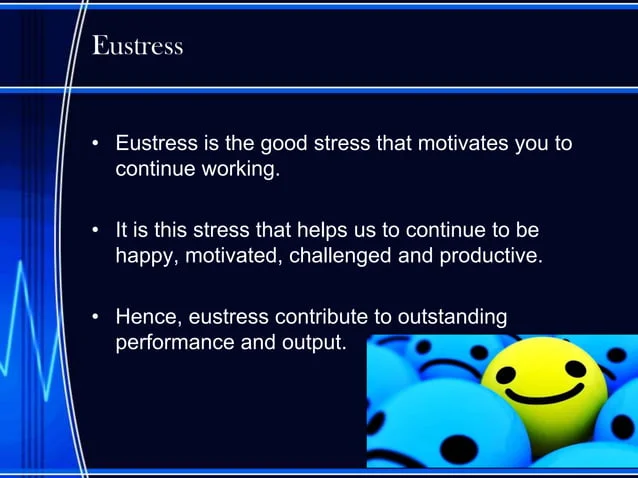 Eustress
• Eustress is the good stress that motivates you to
continue working.
• It is this stress that helps us to continue to be
happy, motivated, challenged and productive.
• Hence, eustress contribute to outstanding
performance and output.